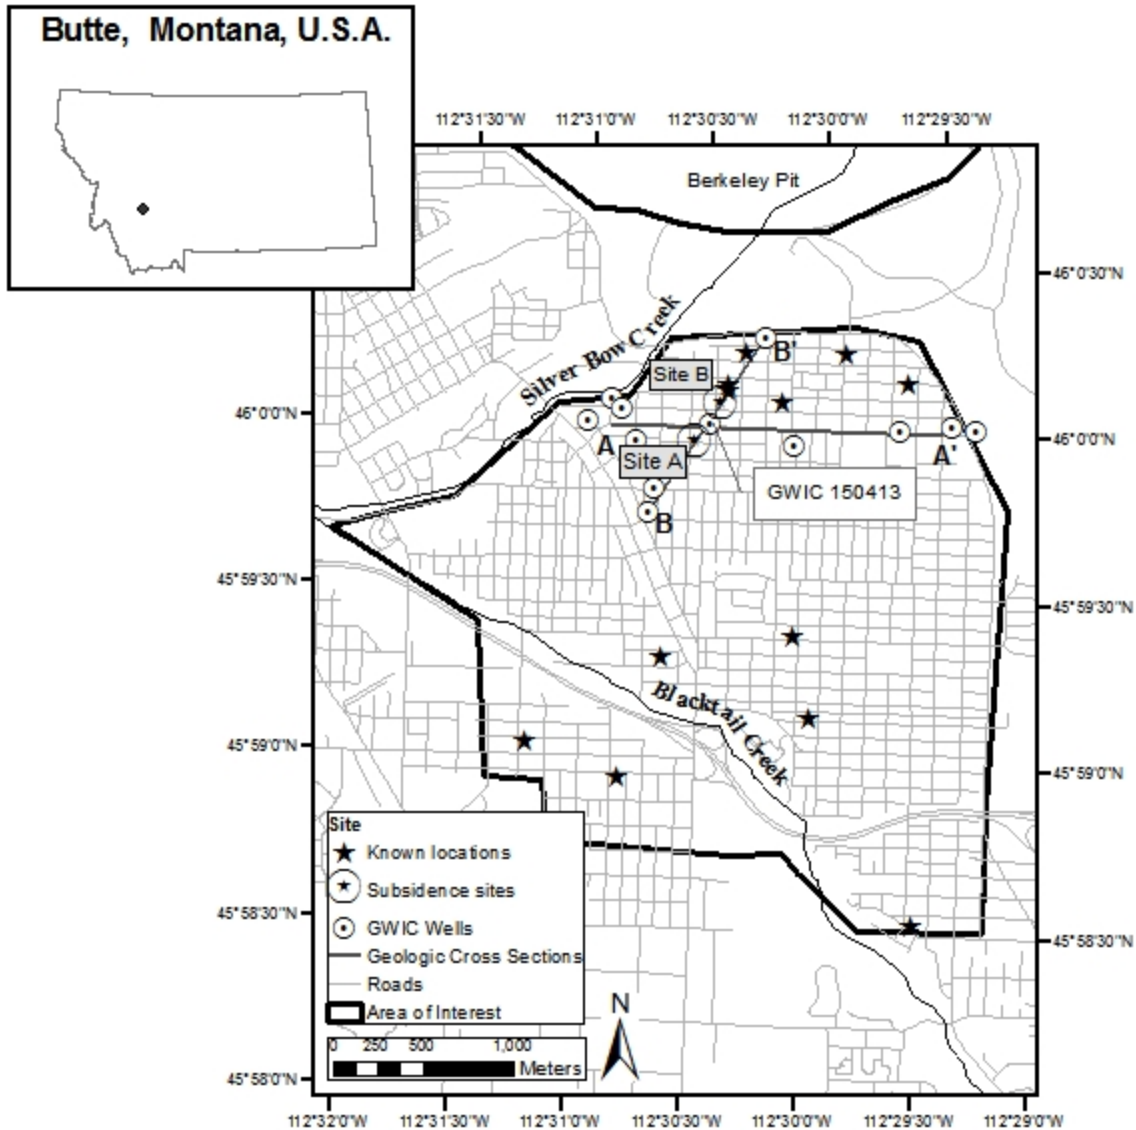 Butte, Montana, U.S.A.
112°31'30"W 112°31'0"W 112°30'30"W 112°30'0"W 112°29'30"W
Berkeley Pit
46°0'30"N
Silver Bow Creek
B'
Site B
46°0'0"N
46°0'0"N
A
A'
Site A
GWIC 150413
B
45°59'30"N
45°59'30"N
Blacktail Creek
45°59'0"N
45°59'0"N
Site
Known locations
Subsidence sites
GWIC Wells
Geologic Cross Sections
Roads
Area of Interest
45°58'30"N
45°58'30"N
N
0 250 500 1,000
Meters
45°58'0"N
112°32'0"W 112°31'30"W 112°31'0"W 112°30'30"W 112°30'0"W 112°29'30"W 112°29'0"W